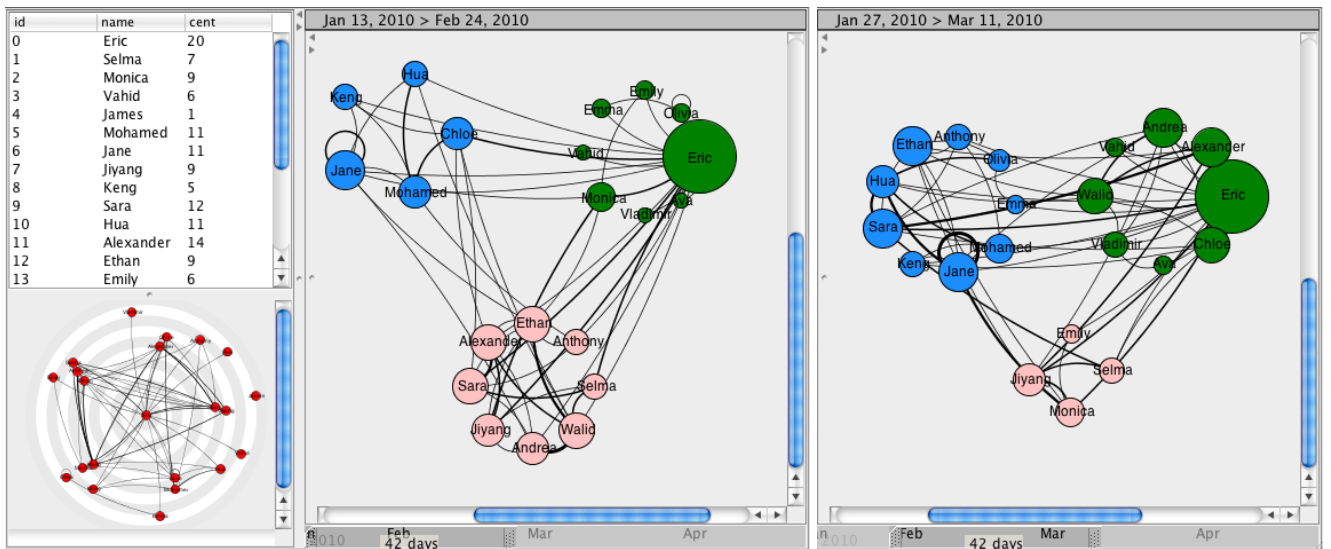 id name cent
0 Eric 20
1 Selma 7
2 Monica 9
3 Vahid 6
4 James 1
5 Mohamed 11
6 Jane 11
7 Jiyang 9
8 Keng 5
9 Sara 12
10 Hua 11
11 Alexander 14
12 Ethan 9
13 Emily 6
Jan 13, 2010 > Feb 24, 2010
Hua
Keng
Emily
Emma
Olivia
Chloe
Vahid
Eric
Jane
Mohamed
Monica
Ava
Vladimir
Ethan
Alexander
Anthony
Sara
Selma
Jiyang
Walid
Andrea
2010 Feb Mar Apr
42 days
Jan 27, 2010 > Mar 11, 2010
Andrea
Ethan
Anthony
Vahid
Alexander
Olivia
Hua
Walid
Eric
Emma
Sara
Mohamed
Vladimir
Chloe
Keng
Jane
Ava
Emily
Jiyang
Selma
Monica
2010 Feb Mar Apr
42 days